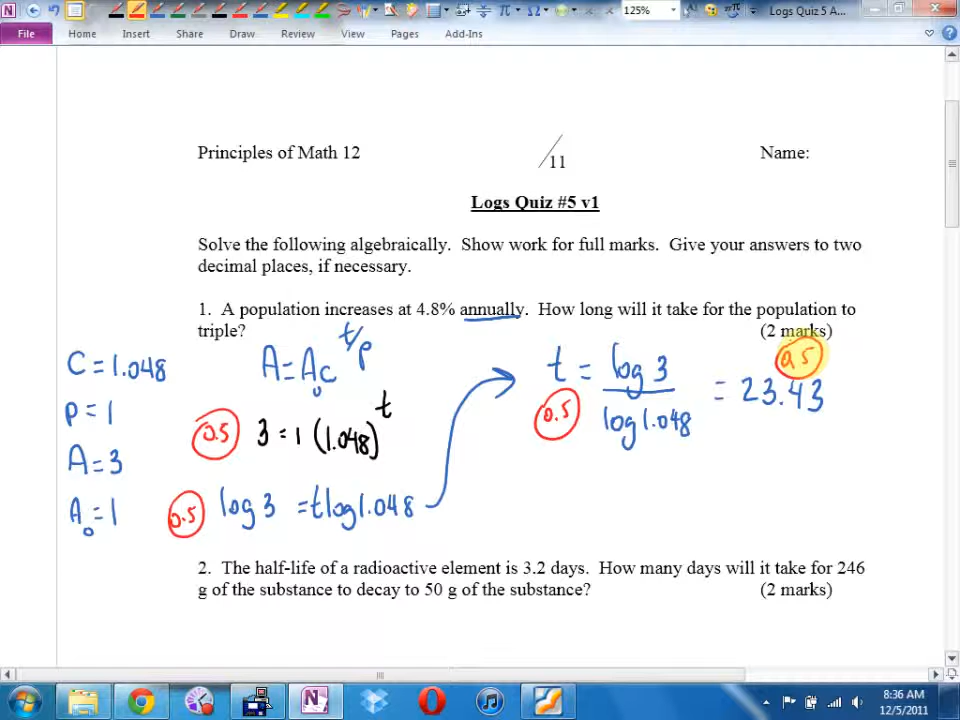 125%
Logs Quiz 5 A...
File Home Insert Share Draw Review View Pages Add-Ins
Principles of Math 12
11
Name:
Logs Quiz #5 v1
Solve the following algebraically. Show work for full marks. Give your answers to two
decimal places, if necessary.
1. A population increases at 4.8% annually. How long will it take for the population to
triple? (2 marks)
C = 1.048
P = 1
A = 3
A₀ = 1
A = A₀C^(t/p)
0.5 3 = 1 (1.048)^t
0.5 log 3 = t log 1.048
t = log 3 / log 1.048 = 23.43
0.5
0.5
2. The half-life of a radioactive element is 3.2 days. How many days will it take for 246
g of the substance to decay to 50 g of the substance? (2 marks)
8:36 AM
12/5/2011